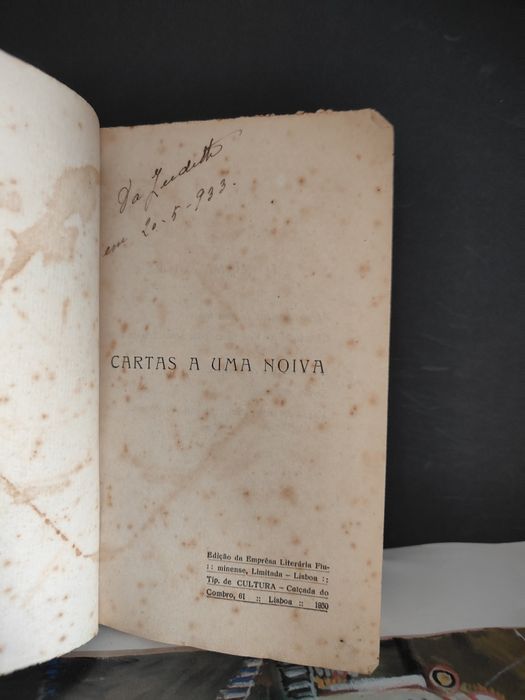 Da Judith
em 20-5-933.
CARTAS A UMA NOIVA
Edição da Emprêsa Literária Flu-
:: minense, Limitada – Lisboa ::
Tip. de CULTURA – Calçada do
Combro, 61 :: Lisboa :: 1930